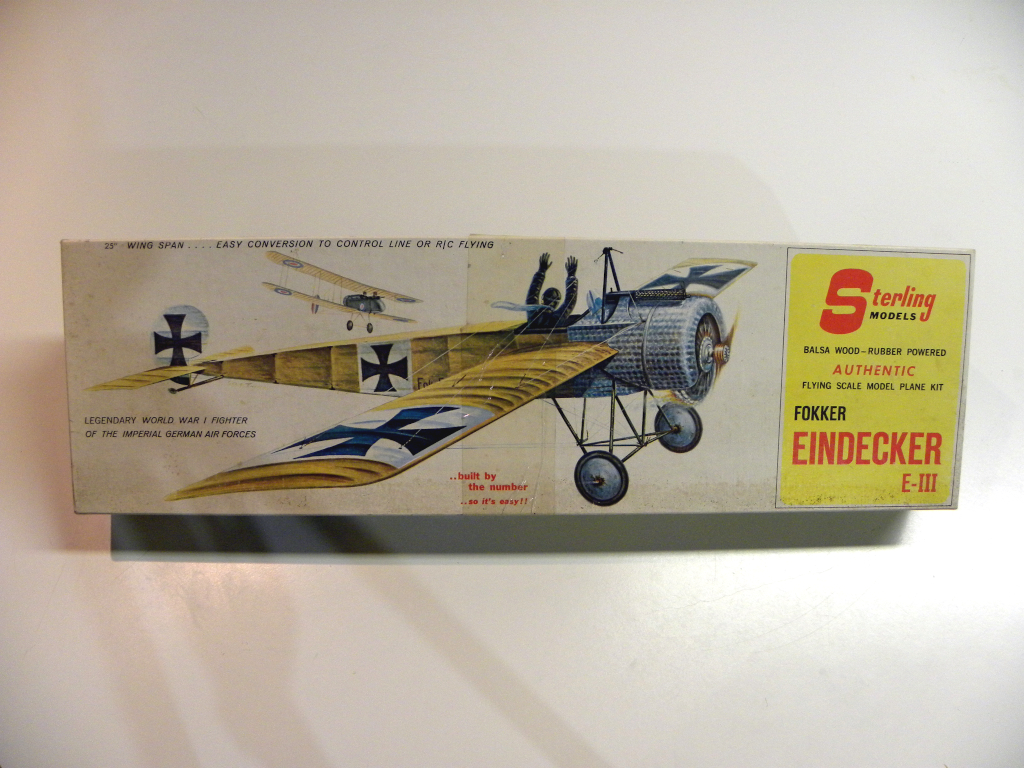 25" WING SPAN .... EASY CONVERSION TO CONTROL LINE OR R/C FLYING
LEGENDARY WORLD WAR I FIGHTER
OF THE IMPERIAL GERMAN AIR FORCES
Fok
..built by
the number
..so it's easy!!
Sterling
MODELS
BALSA WOOD–RUBBER POWERED
AUTHENTIC
FLYING SCALE MODEL PLANE KIT
FOKKER
EINDECKER
E-III